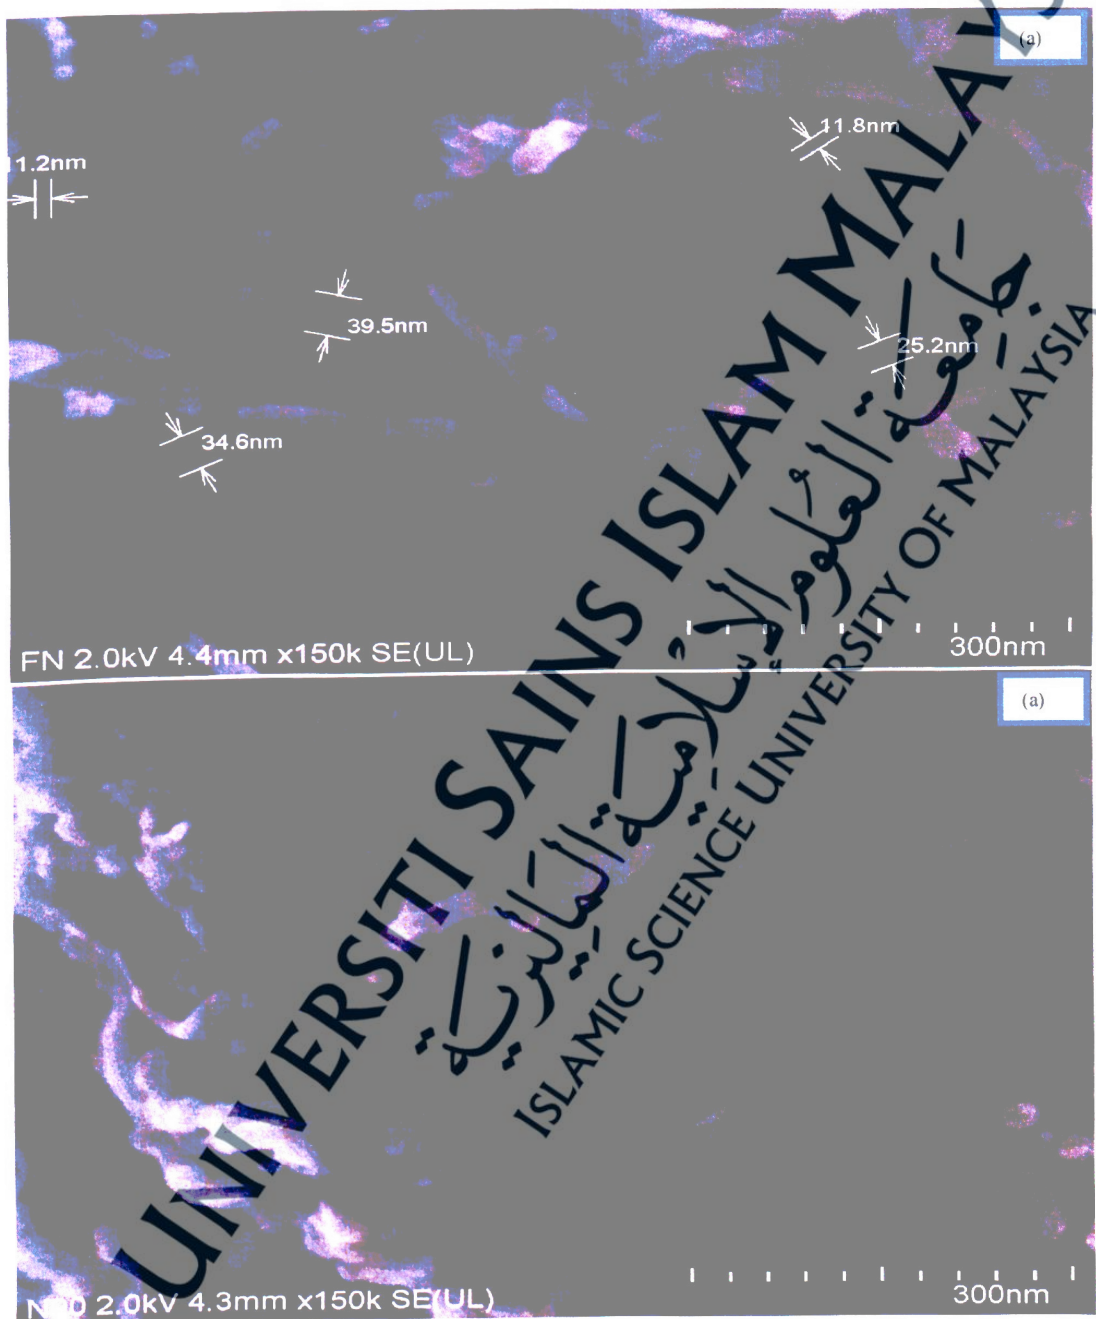 (a)
11.8nm
1.2nm
39.5nm
25.2nm
34.6nm
300nm
FN 2.0kV 4.4mm x150k SE(UL)
(a)
300nm
2.0kV 4.3mm x150k SE(UL)
UNIVERSITI SAINS ISLAM MALAYS
جامعة العلوم الإسلامية الماليزية
ISLAMIC SCIENCE UNIVERSITY OF MALAYSIA